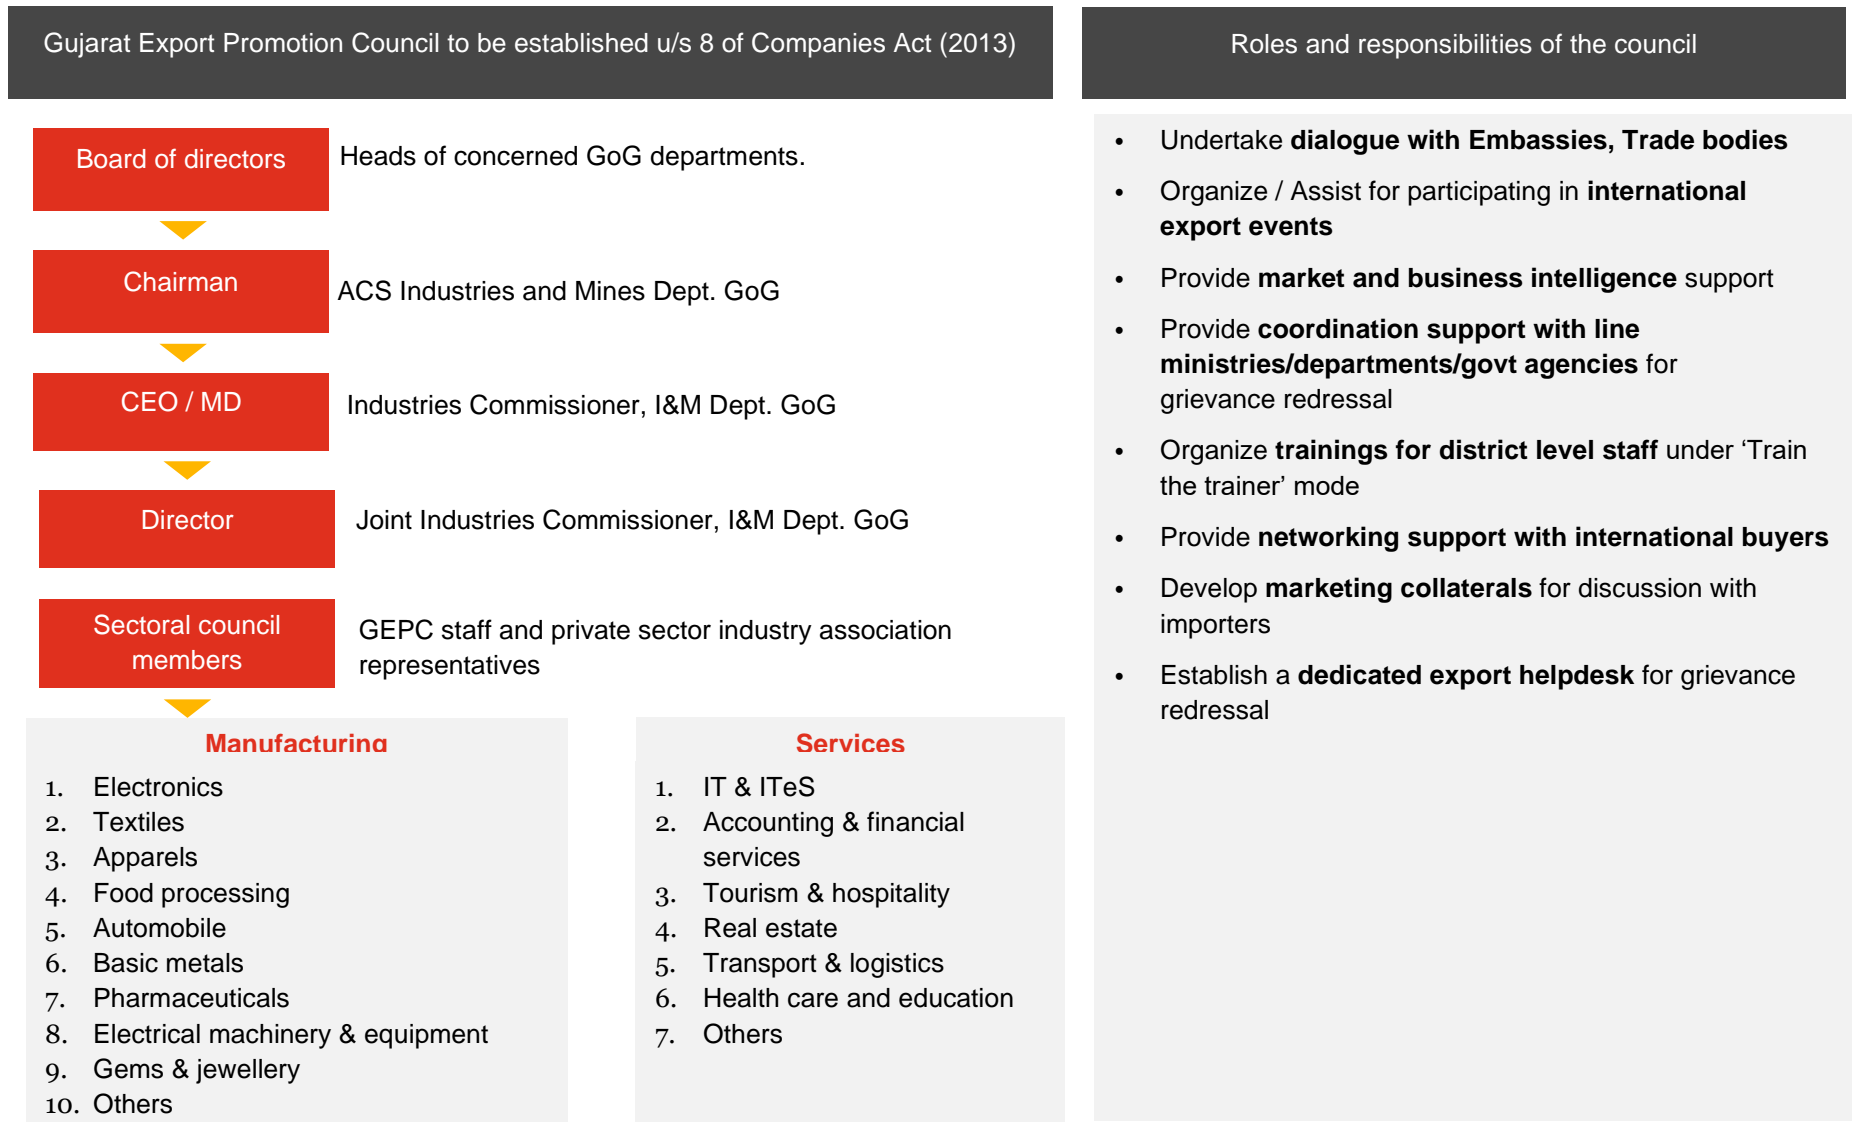 Gujarat Export Promotion Council to be established u/s 8 of Companies Act (2013)
Board of directors
Heads of concerned GoG departments.
Chairman
ACS Industries and Mines Dept. GoG
CEO / MD
Industries Commissioner, I&M Dept. GoG
Director
Joint Industries Commissioner, I&M Dept. GoG
Sectoral council
members
GEPC staff and private sector industry association
representatives
Manufacturing
1. Electronics
2. Textiles
3. Apparels
4. Food processing
5. Automobile
6. Basic metals
7. Pharmaceuticals
8. Electrical machinery & equipment
9. Gems & jewellery
10. Others
Services
1. IT & ITeS
2. Accounting & financial
services
3. Tourism & hospitality
4. Real estate
5. Transport & logistics
6. Health care and education
7. Others
Roles and responsibilities of the council
• Undertake dialogue with Embassies, Trade bodies
• Organize / Assist for participating in international
export events
• Provide market and business intelligence support
• Provide coordination support with line
ministries/departments/govt agencies for
grievance redressal
• Organize trainings for district level staff under ‘Train
the trainer’ mode
• Provide networking support with international buyers
• Develop marketing collaterals for discussion with
importers
• Establish a dedicated export helpdesk for grievance
redressal